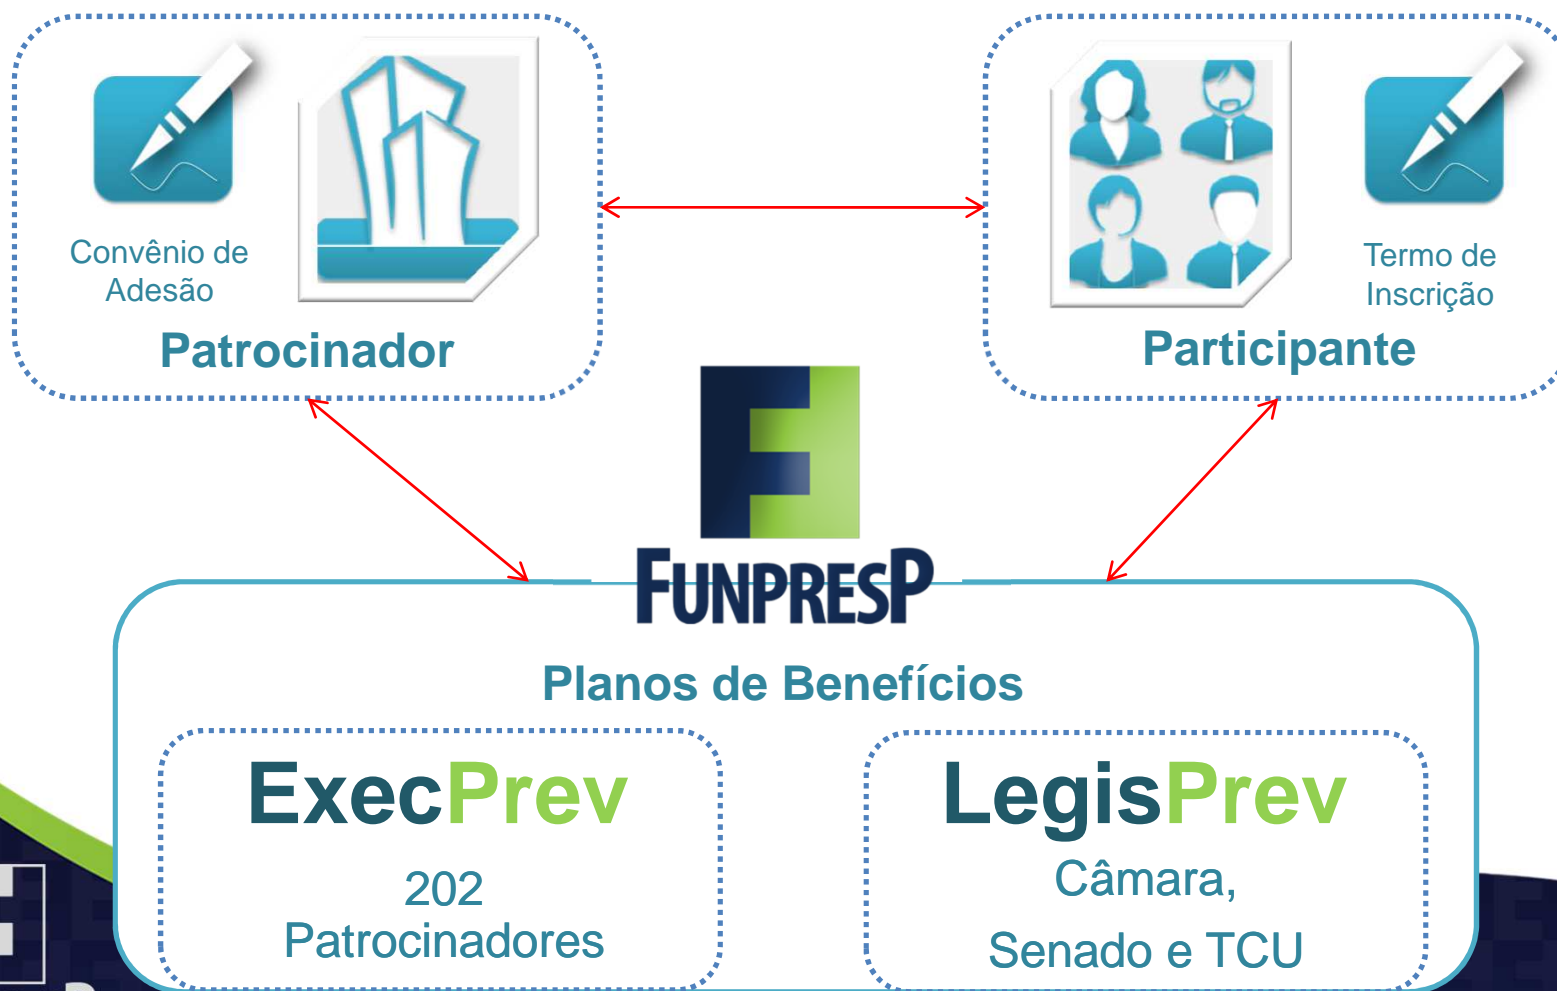 Convênio de
Adesão
Patrocinador
Termo de
Inscrição
Participante
FUNPRESP
Planos de Benefícios
ExecPrev
202
Patrocinadores
LegisPrev
Câmara,
Senado e TCU